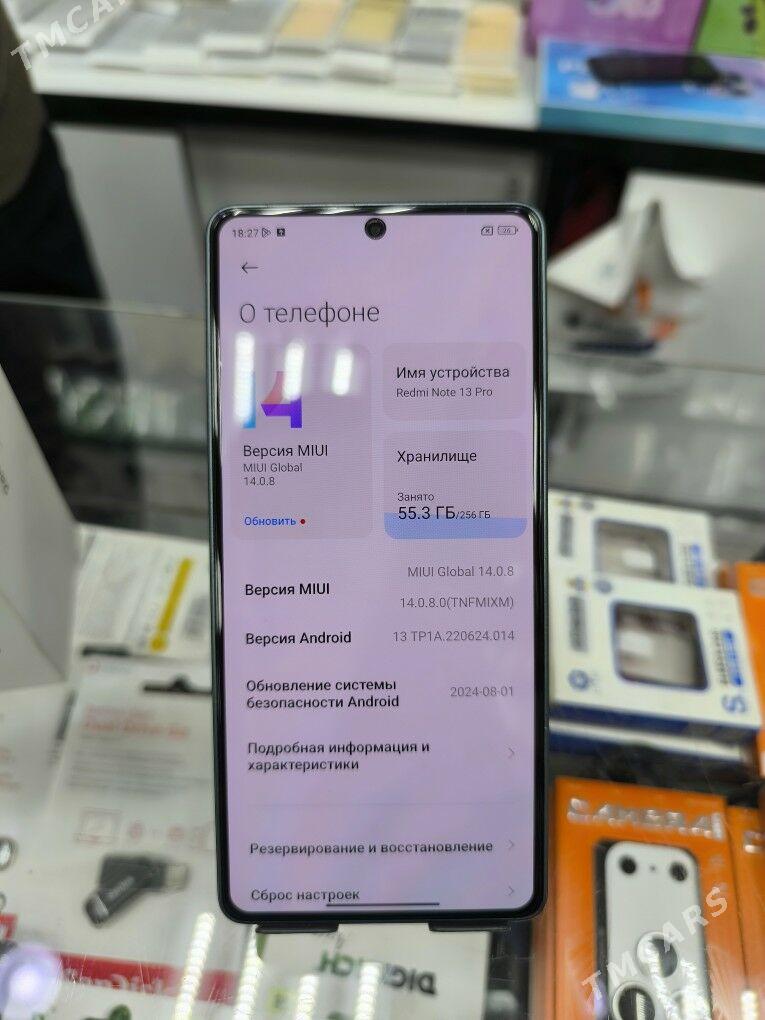 TMCARS
18:27
26
О телефоне
14
Версия MIUI
MIUI Global
14.0.8
Обновить
Имя устройства
Redmi Note 13 Pro
Хранилище
Занято
55.3 ГБ/256 ГБ
Версия MIUI
MIUI Global 14.0.8
14.0.8.0(TNFMIXM)
Версия Android
13 TP1A.220624.014
Обновление системы
безопасности Android
2024-08-01
Подробная информация и
характеристики
Резервирование и восстановление
Сброс настроек
TMCARS